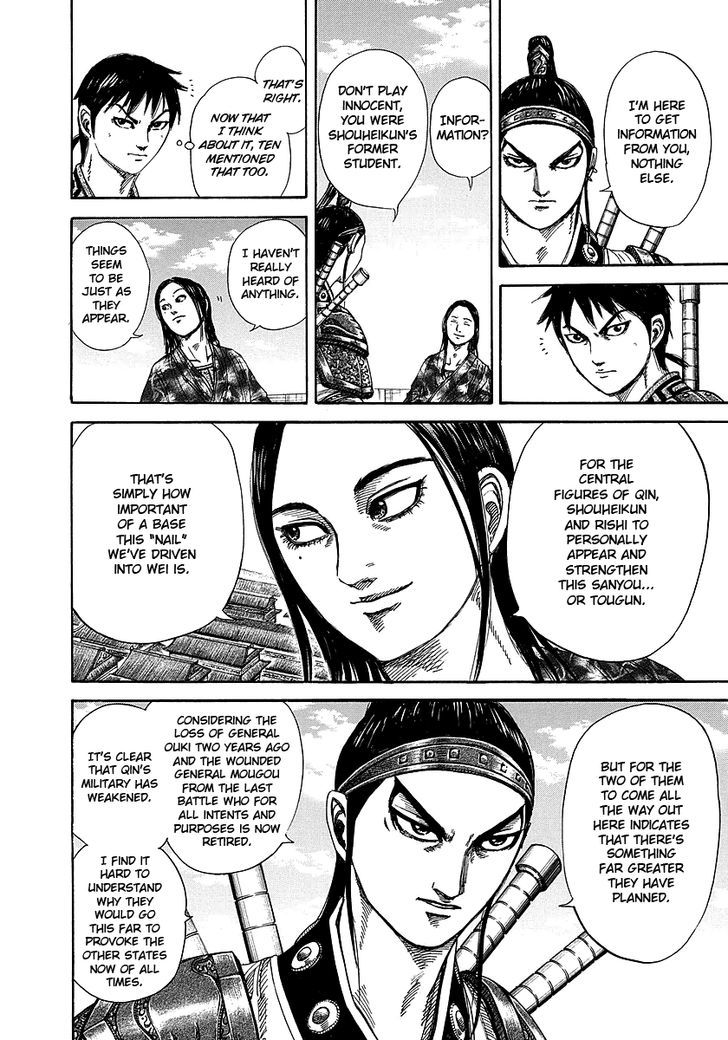 I'M HERE
TO GET
INFORMATION
FROM YOU,
NOTHING
ELSE.
INFOR-
MATION?
DON'T PLAY
INNOCENT,
YOU WERE
SHOUHEIKUN'S
FORMER
STUDENT.
THAT'S
RIGHT.
NOW THAT
I THINK
ABOUT IT, TEN
MENTIONED
THAT TOO.
I HAVEN'T
REALLY
HEARD OF
ANYTHING.
THINGS
SEEM
TO BE
JUST AS
THEY
APPEAR.
FOR THE
CENTRAL
FIGURES OF QIN,
SHOUHEIKUN
AND RISHI TO
PERSONALLY
APPEAR AND
STRENGTHEN
THIS SANYOU...
OR TOUGUN.
THAT'S
SIMPLY HOW
IMPORTANT
OF A BASE
THIS "NAIL"
WE'VE DRIVEN
INTO WEI IS.
BUT FOR THE
TWO OF THEM
TO COME ALL
THE WAY OUT
HERE INDICATES
THAT THERE'S
SOMETHING
FAR GREATER
THEY HAVE
PLANNED.
CONSIDERING THE
LOSS OF GENERAL
OUKI TWO YEARS AGO
AND THE WOUNDED
GENERAL MOUGOU
FROM THE LAST
BATTLE WHO FOR
ALL INTENTS AND
PURPOSES IS NOW
RETIRED.
IT'S CLEAR
THAT QIN'S
MILITARY HAS
WEAKENED.
I FIND IT
HARD TO
UNDERSTAND
WHY THEY
WOULD GO
THIS FAR TO
PROVOKE THE
OTHER STATES
NOW OF ALL
TIMES.